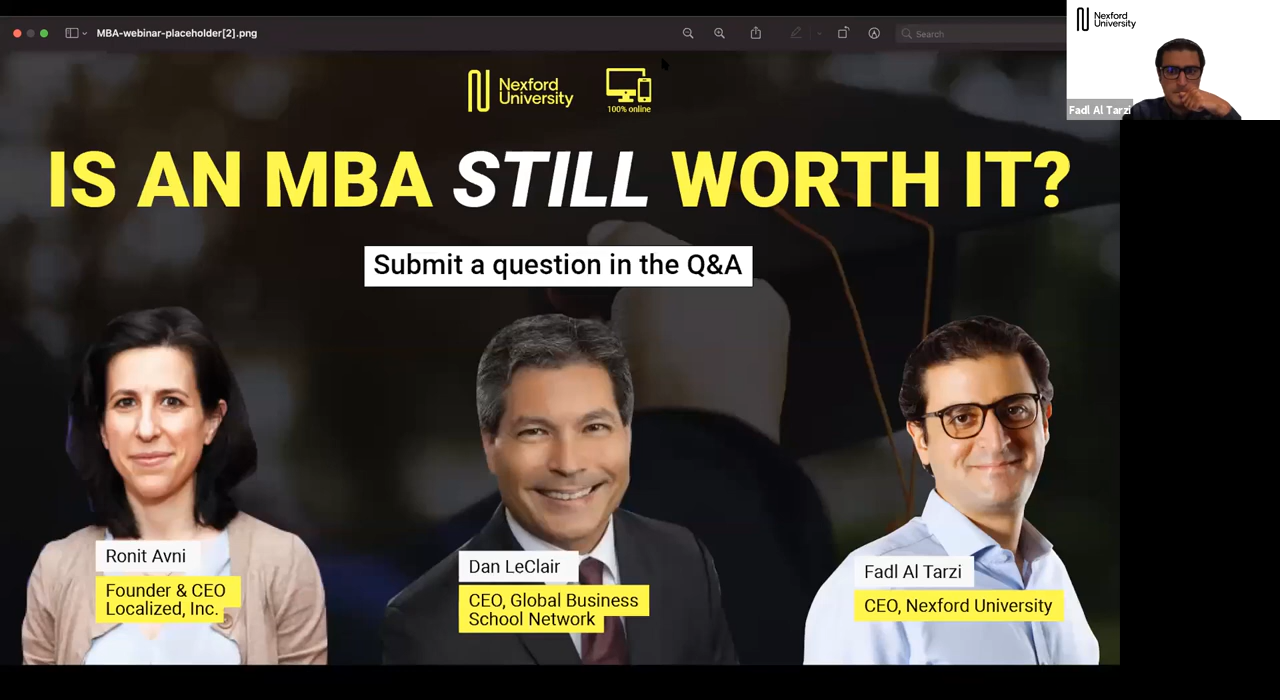 MBA-webinar-placeholder[2].png
Search
Nexford
University
Fadl Al Tarzi
Nexford
University
100% online
IS AN MBA STILL WORTH IT?
Submit a question in the Q&A
Ronit Avni
Founder & CEO
Localized, Inc.
Dan LeClair
CEO, Global Business
School Network
Fadl Al Tarzi
CEO, Nexford University